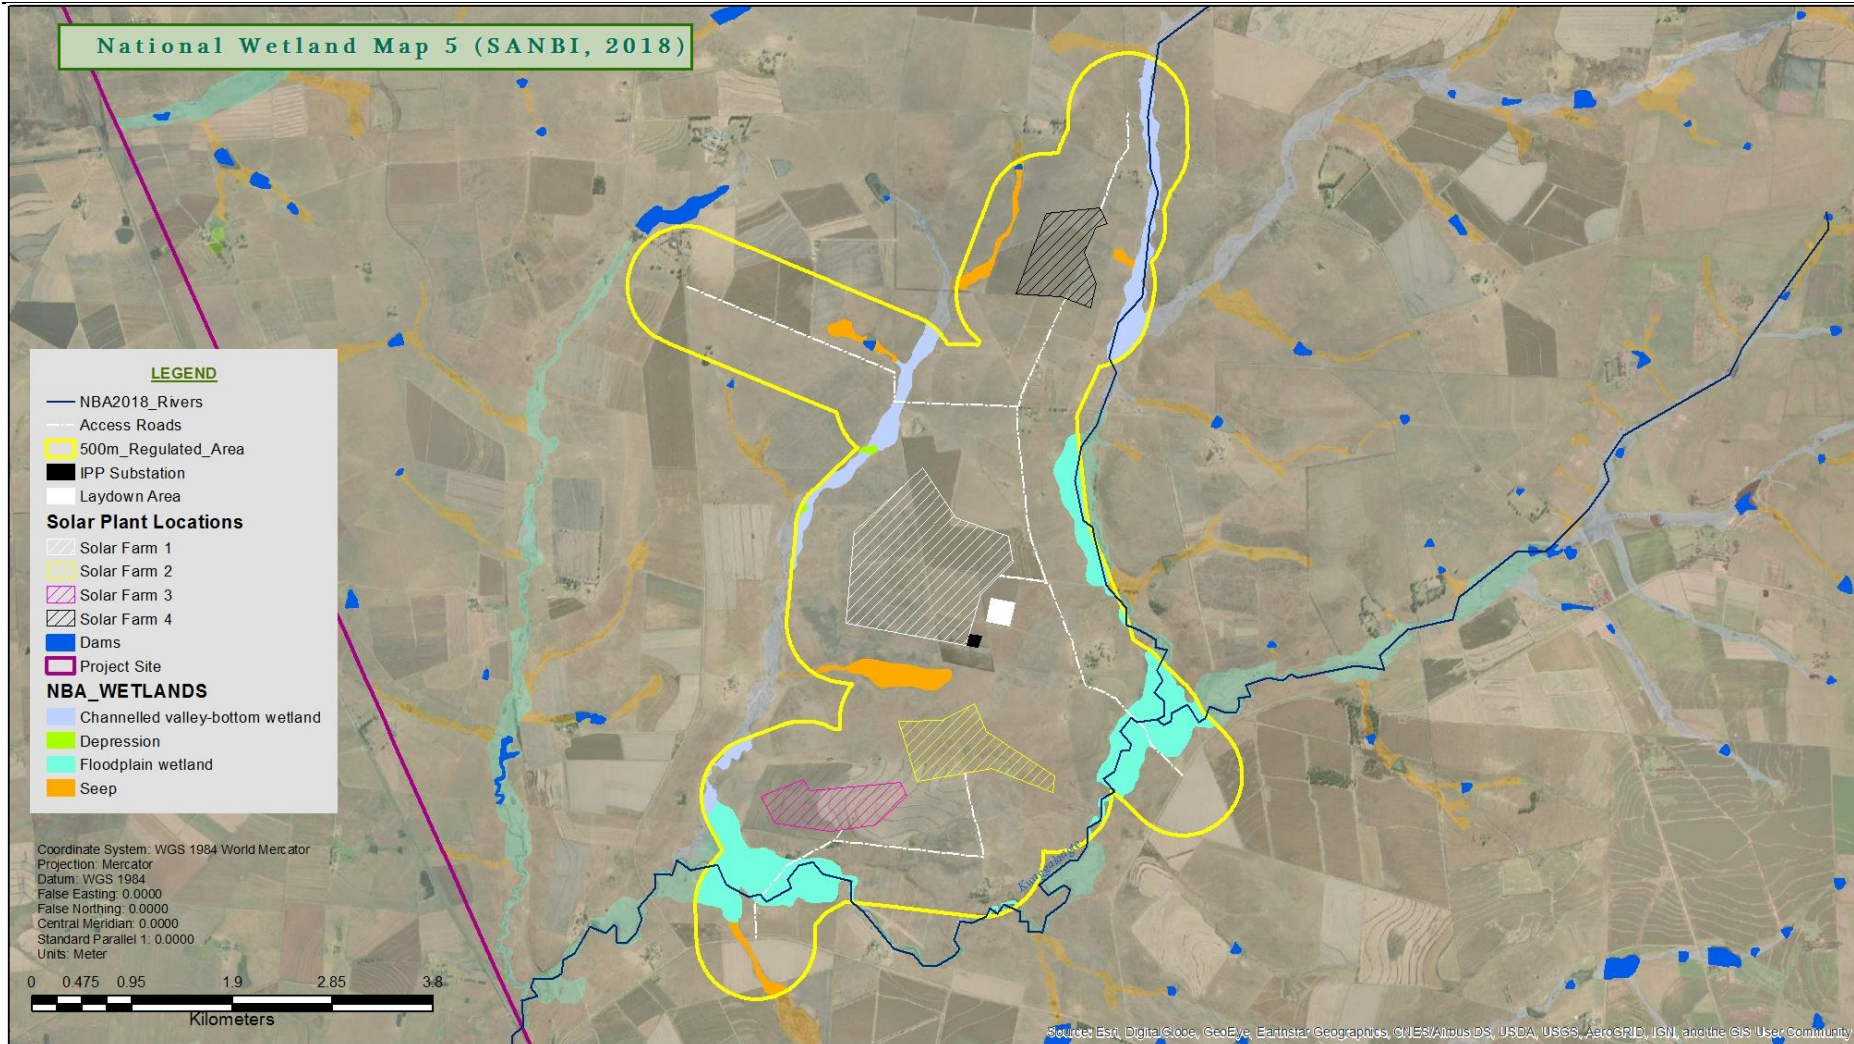 National Wetland Map 5 (SANBI, 2018)
LEGEND
NBA2018_Rivers
Access Roads
500m_Regulated_Area
IPP Substation
Laydown Area
Solar Plant Locations
Solar Farm 1
Solar Farm 2
Solar Farm 3
Solar Farm 4
Dams
Project Site
NBA_WETLANDS
Channelled valley-bottom wetland
Depression
Floodplain wetland
Seep
Coordinate System: WGS 1984 World Mercator
Projection: Mercator
Datum: WGS 1984
False Easting: 0.0000
False Northing: 0.0000
Central Meridian: 0.0000
Standard Parallel 1: 0.0000
Units: Meter
0 0.475 0.95 1.9 2.85 3.8
Kilometers
Source: Esri, DigitalGlobe, GeoEye, Earthstar Geographics, CNES/Airbus DS, USDA, USGS, AeroGRID, IGN, and the GIS User Community